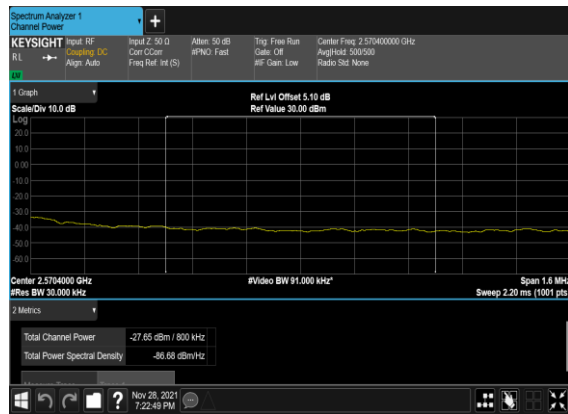 Spectrum Analyzer 1
Channel Power
+
KEYSIGHT
RL
Input: RF
Coupling: DC
Align: Auto
Input Z: 50 Ω
Corr CCorr
Freq Ref: Int (S)
Atten: 50 dB
#PNO: Fast
Trig: Free Run
Gate: Off
#IF Gain: Low
Center Freq: 2.570400000 GHz
Avg|Hold: 500/500
Radio Std: None
LXI
1 Graph
Scale/Div 10.0 dB
Ref Lvl Offset 5.10 dB
Ref Value 30.00 dBm
Log
20.0
10.0
0.00
-10.0
-20.0
-30.0
-40.0
-50.0
-60.0
Center 2.5704000 GHz
#Res BW 30.000 kHz
#Video BW 91.000 kHz*
Span 1.6 MHz
Sweep 2.20 ms (1001 pts
2 Metrics
Total Channel Power -27.65 dBm / 800 kHz
Total Power Spectral Density -86.68 dBm/Hz
?
Nov 28, 2021
7:22:49 PM